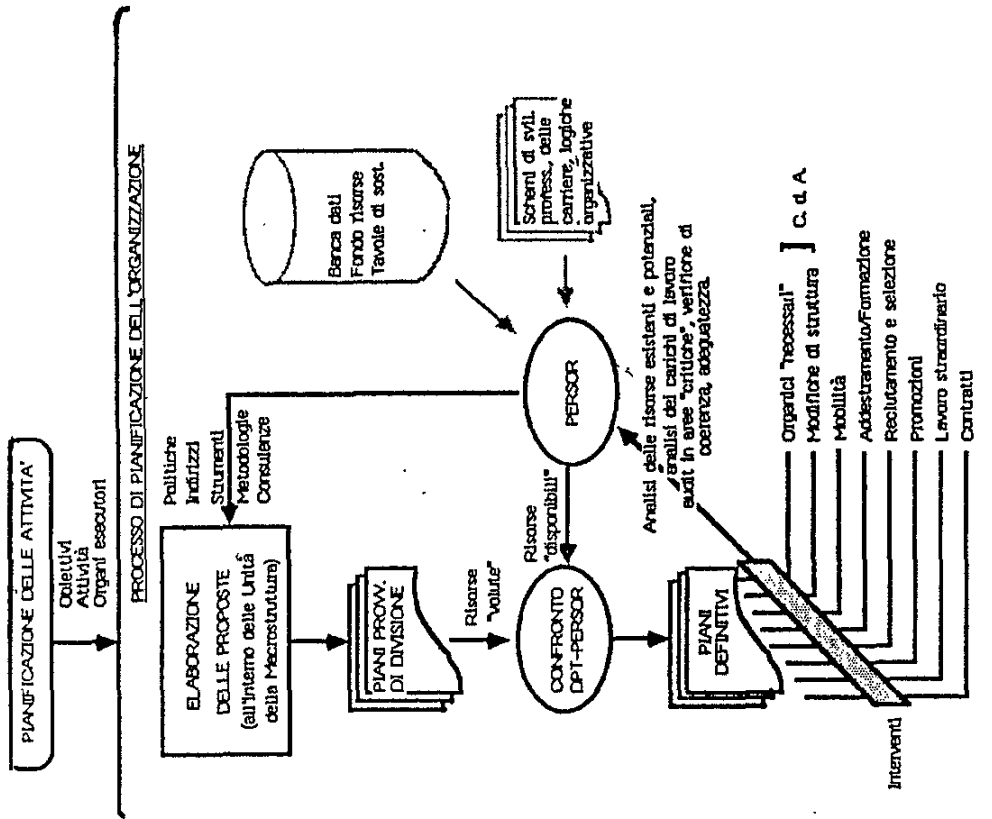 PIANIFICAZIONE DELLE ATTIVITA'
Obiettivi
Attività
Organi esecutori
PROCESSO DI PIANIFICAZIONE DELL'ORGANIZZAZIONE
ELABORAZIONE
DELLE PROPOSTE
(all'interno delle Unità
della Macrostruttura)
Politiche
Indirizzi
Strumenti
Metodologie
Consulenze
Banca dati
Fondo risorse
Tavole di sost.
PIANI PROVV.
DI DIVISIONE
Risorse
"volute"
CONFRONTO
DPT-PERSOR
Risorse
"disponibili"
PERSOR
Schemi di svil.
profess., delle
carriere, logiche
organizzative
Analisi delle risorse esistenti e potenziali,
analisi dei carichi di lavoro
audit in aree "critiche", verifiche di
coerenza, adeguatezza.
PIANI
DEFINITIVI
Interventi
Organici "necessari"
Modifiche di struttura
] C. d A.
Mobilità
Addestramento/Formazione
Reclutamento e selezione
Promozioni
Lavoro straordinario
Contratti